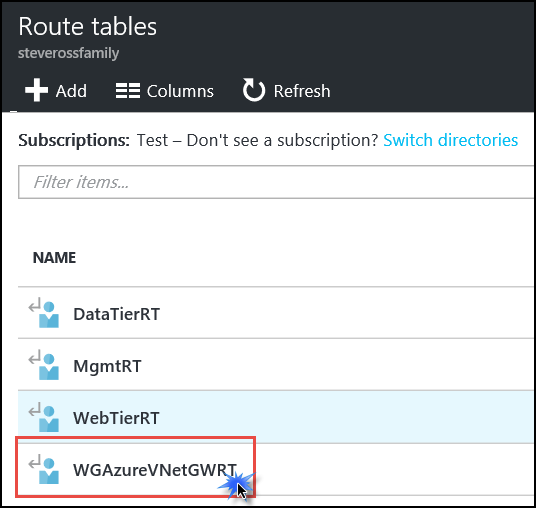 Route tables
steverossfamily
Add Columns Refresh
Subscriptions: Test – Don't see a subscription? Switch directories
Filter items...
NAME
DataTierRT
MgmtRT
WebTierRT
WGAzureVNetGWRT